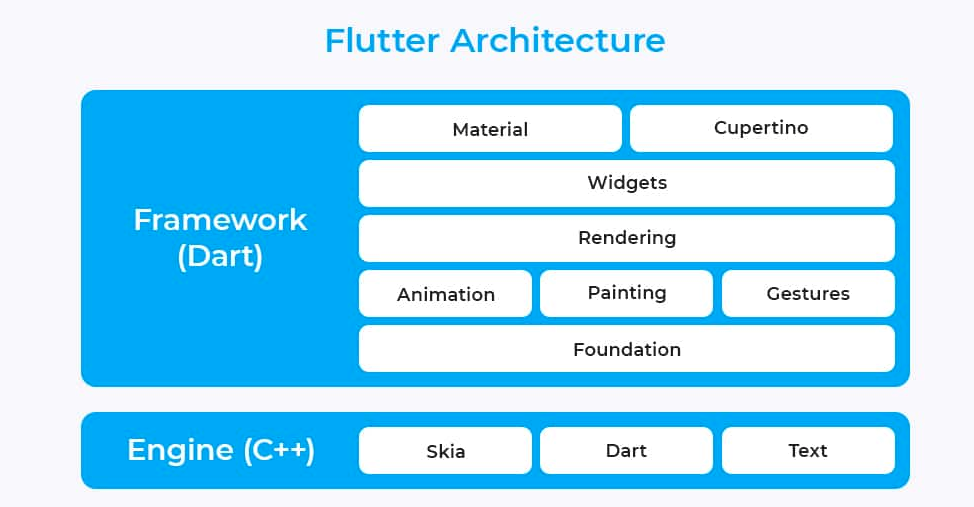 Flutter Architecture
Framework
(Dart)
Material
Cupertino
Widgets
Rendering
Animation
Painting
Gestures
Foundation
Engine (C++)
Skia
Dart
Text